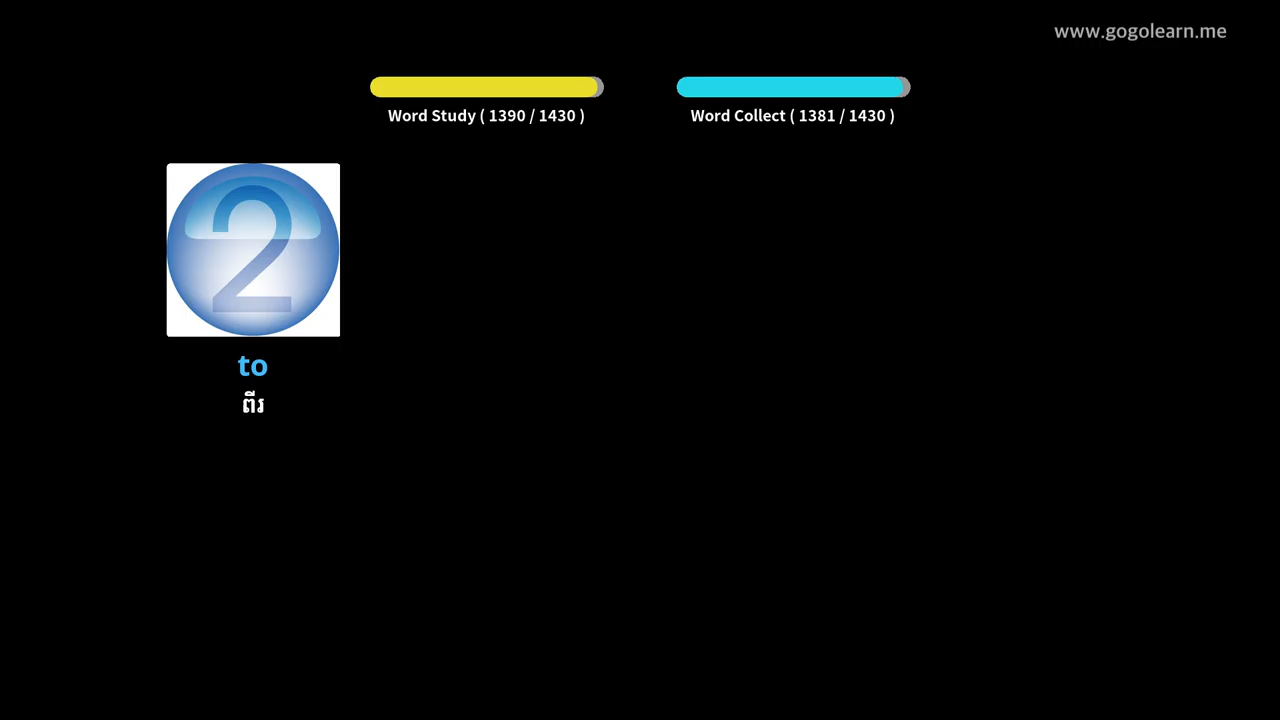 www.gogolearn.me
Word Study ( 1390 / 1430 )
Word Collect ( 1381 / 1430 )
2
to
ពីរ